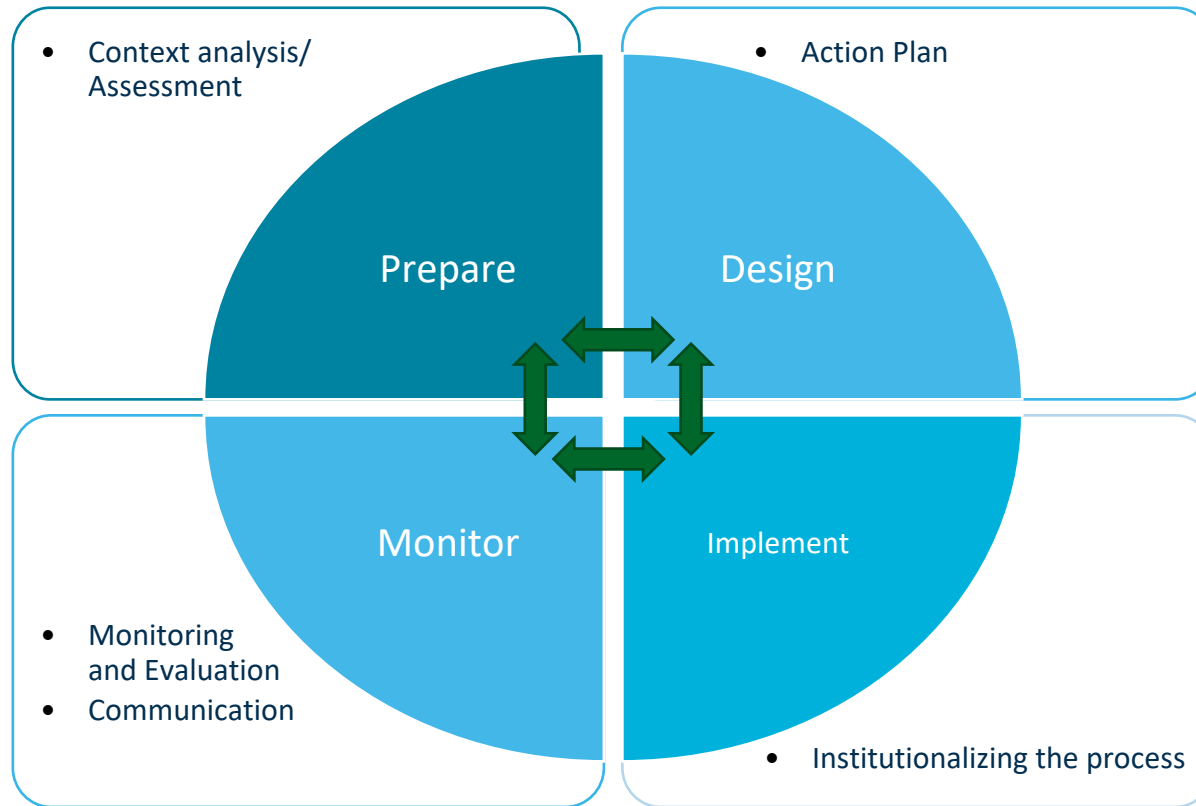 • Context analysis/
Assessment
• Action Plan
Prepare
Design
Monitor
Implement
• Monitoring
and Evaluation
• Communication
• Institutionalizing the process